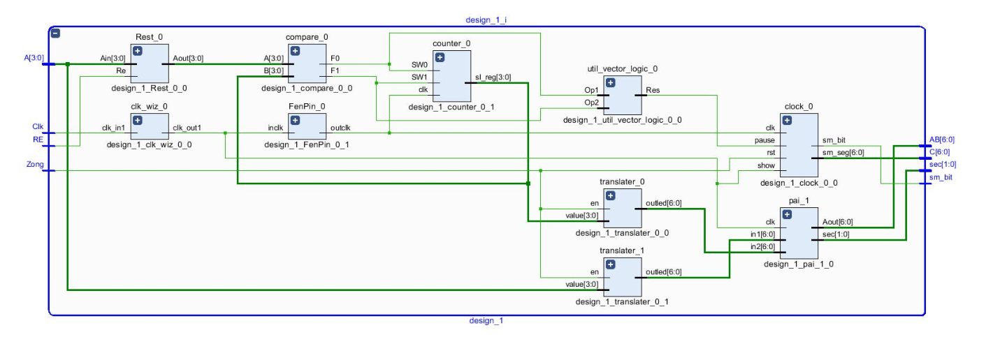 design_1_i
Rest_0
compare_0
counter_0
A[3:0]
Ain[3:0]
Aout[3:0]
Re
design_1_Rest_0_0
A[3:0]
B[3:0]
F0
F1
design_1_compare_0_0
SW0
SW1
clk
sl_reg[3:0]
design_1_counter_0_1
util_vector_logic_0
Op1
Op2
Res
design_1_util_vector_logic_0_0
clk_wiz_0
FenPin_0
clock_0
Clk
RE
clk_in1
clk_out1
design_1_clk_wiz_0_0
inclk
outclk
design_1_FenPin_0_1
clk
pause
rst
show
sm_bit
sm_seg[6:0]
design_1_clock_0_0
AB[6:0]
C[6:0]
sec[1:0]
sm_bit
Zong
translater_0
en
value[3:0]
outled[6:0]
design_1_translater_0_0
pai_1
clk
in1[6:0]
in2[6:0]
Aout[6:0]
sec[1:0]
design_1_pai_1_0
translater_1
en
value[3:0]
outled[6:0]
design_1_translater_0_1
design_1